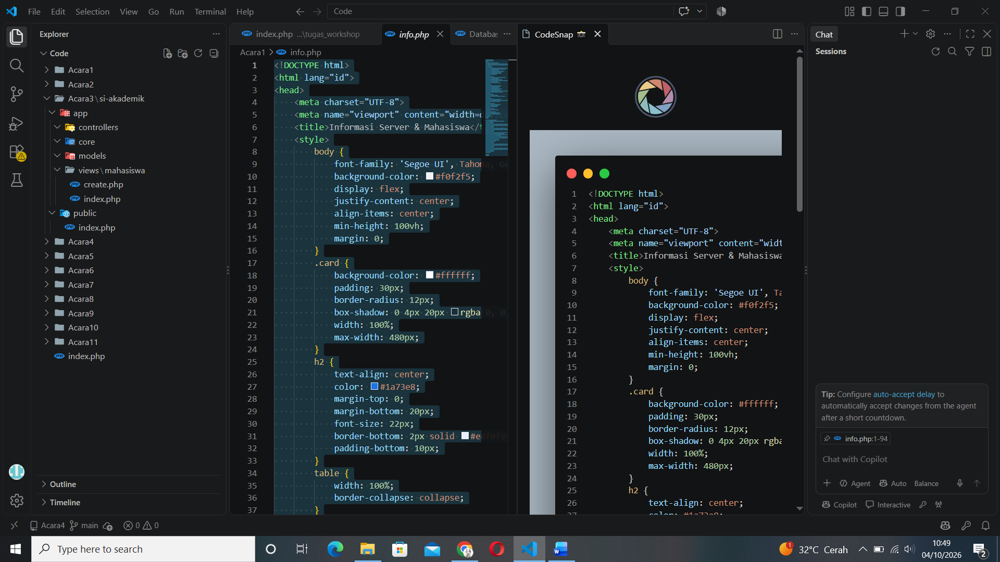 File Edit Selection View Go Run Terminal Help
Code
Explorer
Code
Acara1
Acara2
Acara3\si-akademik
app
controllers
core
models
views\mahasiswa
create.php
index.php
public
index.php
Acara4
Acara5
Acara6
Acara7
Acara8
Acara9
Acara10
Acara11
index.php
Outline
Timeline
index.php ...\tugas_workshop
info.php
Databas
Acara1 > info.php
1 <!DOCTYPE html>
2 <html lang="id">
3 <head>
4 <meta charset="UTF-8">
5 <meta name="viewport" content="width=d
6 <title>Informasi Server & Mahasiswa</t
7 <style>
8 body {
9 font-family: 'Segoe UI', Tahoma, Ge
10 background-color: #f0f2f5;
11 display: flex;
12 justify-content: center;
13 align-items: center;
14 min-height: 100vh;
15 margin: 0;
16 }
17 .card {
18 background-color: #ffffff;
19 padding: 30px;
20 border-radius: 12px;
21 box-shadow: 0 4px 20px rgba(0, 0,
22 width: 100%;
23 max-width: 480px;
24 }
25 h2 {
26 text-align: center;
27 color: #1a73e8;
28 margin-top: 0;
29 margin-bottom: 20px;
30 font-size: 22px;
31 border-bottom: 2px solid #e8f0fe;
32 padding-bottom: 10px;
33 }
34 table {
35 width: 100%;
36 border-collapse: collapse;
37 }
CodeSnap
1 <!DOCTYPE html>
2 <html lang="id">
3 <head>
4 <meta charset="UTF-8">
5 <meta name="viewport" content="widt
6 <title>Informasi Server & Mahasiswa
7 <style>
8 body {
9 font-family: 'Segoe UI', Ta
10 background-color: #f0f2f5;
11 display: flex;
12 justify-content: center;
13 align-items: center;
14 min-height: 100vh;
15 margin: 0;
16 }
17 .card {
18 background-color: #ffffff;
19 padding: 30px;
20 border-radius: 12px;
21 box-shadow: 0 4px 20px rgba
22 width: 100%;
23 max-width: 480px;
24 }
25 h2 {
26 text-align: center;
27 color: #1a73e8;
Chat
Sessions
Tip: Configure auto-accept delay to
automatically accept changes from the agent
after a short countdown.
info.php:1-94
Chat with Copilot
Agent Auto Balance
Copilot Interactive
Acara4 main 0 0
Type here to search
1
32°C Cerah
10:49
04/10/2026
2